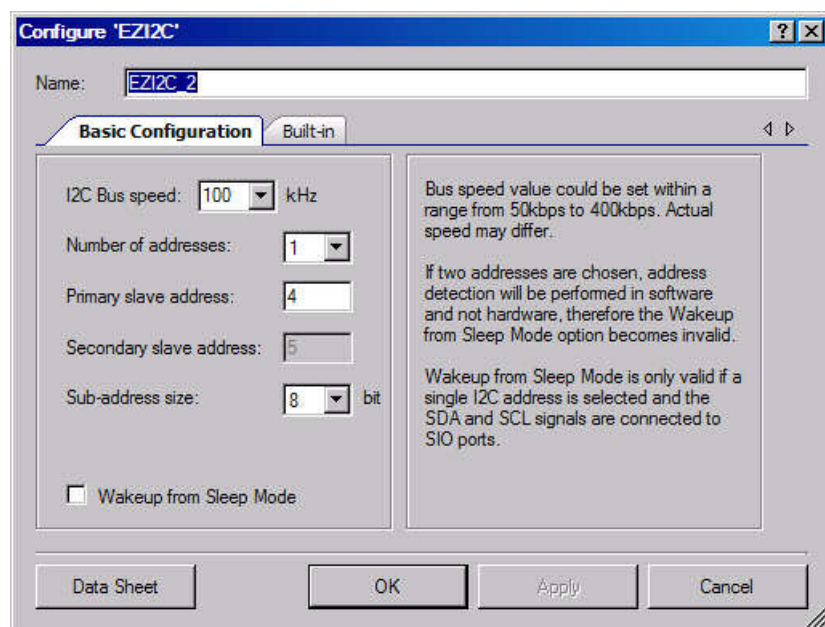 Configure 'EZI2C'
Name: EZI2C_2
Basic Configuration Built-in
I2C Bus speed: 100 kHz
Number of addresses: 1
Primary slave address: 4
Secondary slave address: 5
Sub-address size: 8 bit
Wakeup from Sleep Mode
Bus speed value could be set within a
range from 50kbps to 400kbps. Actual
speed may differ.
If two addresses are chosen, address
detection will be performed in software
and not hardware, therefore the Wakeup
from Sleep Mode option becomes invalid.
Wakeup from Sleep Mode is only valid if a
single I2C address is selected and the
SDA and SCL signals are connected to
SIO ports.
Data Sheet OK Apply Cancel